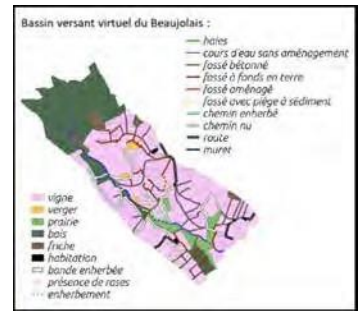 Bassin versant virtuel du Beaujolais :
haies
cours d'eau sans aménagement
fossé bétonné
fossé à fonds en terre
fossé aménagé
fossé avec piège à sédiment
chemin enherbé
chemin nu
route
muret
vigne
verger
prairie
bois
friche
habitation
bande enherbée
présence de rases
enherbement